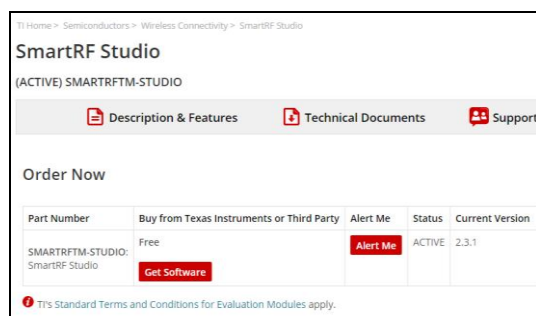 TI Home > Semiconductors > Wireless Connectivity > SmartRF Studio
SmartRF Studio
(ACTIVE) SMARTRFTM-STUDIO
Description & Features Technical Documents Support
Order Now
Part Number Buy from Texas Instruments or Third Party Alert Me Status Current Version
SMARTRFTM-STUDIO: Free Alert Me ACTIVE 2.3.1
SmartRF Studio
Get Software
TI's Standard Terms and Conditions for Evaluation Modules apply.